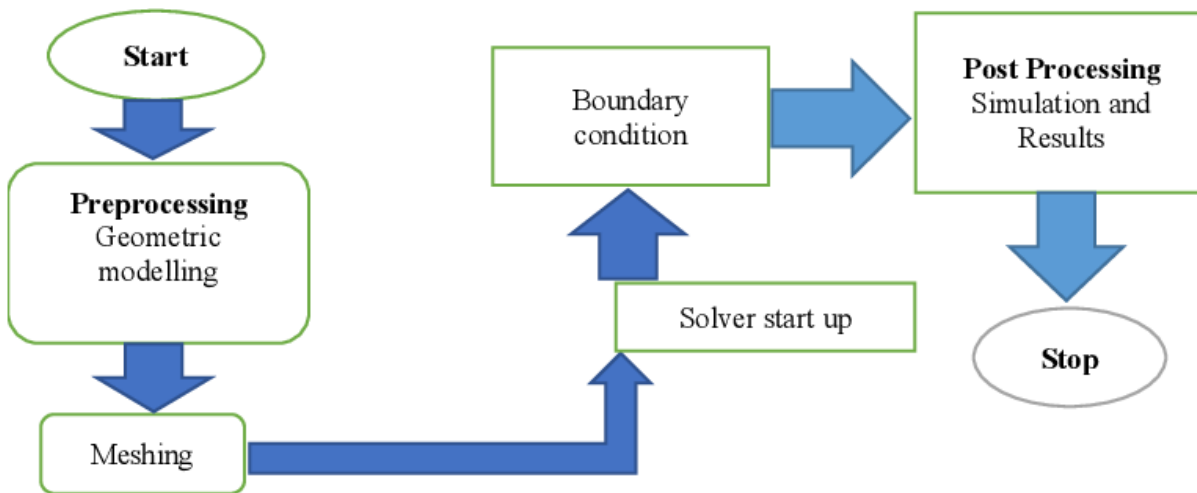 Start
Preprocessing
Geometric
modelling
Meshing
Solver start up
Boundary
condition
Post Processing
Simulation and
Results
Stop